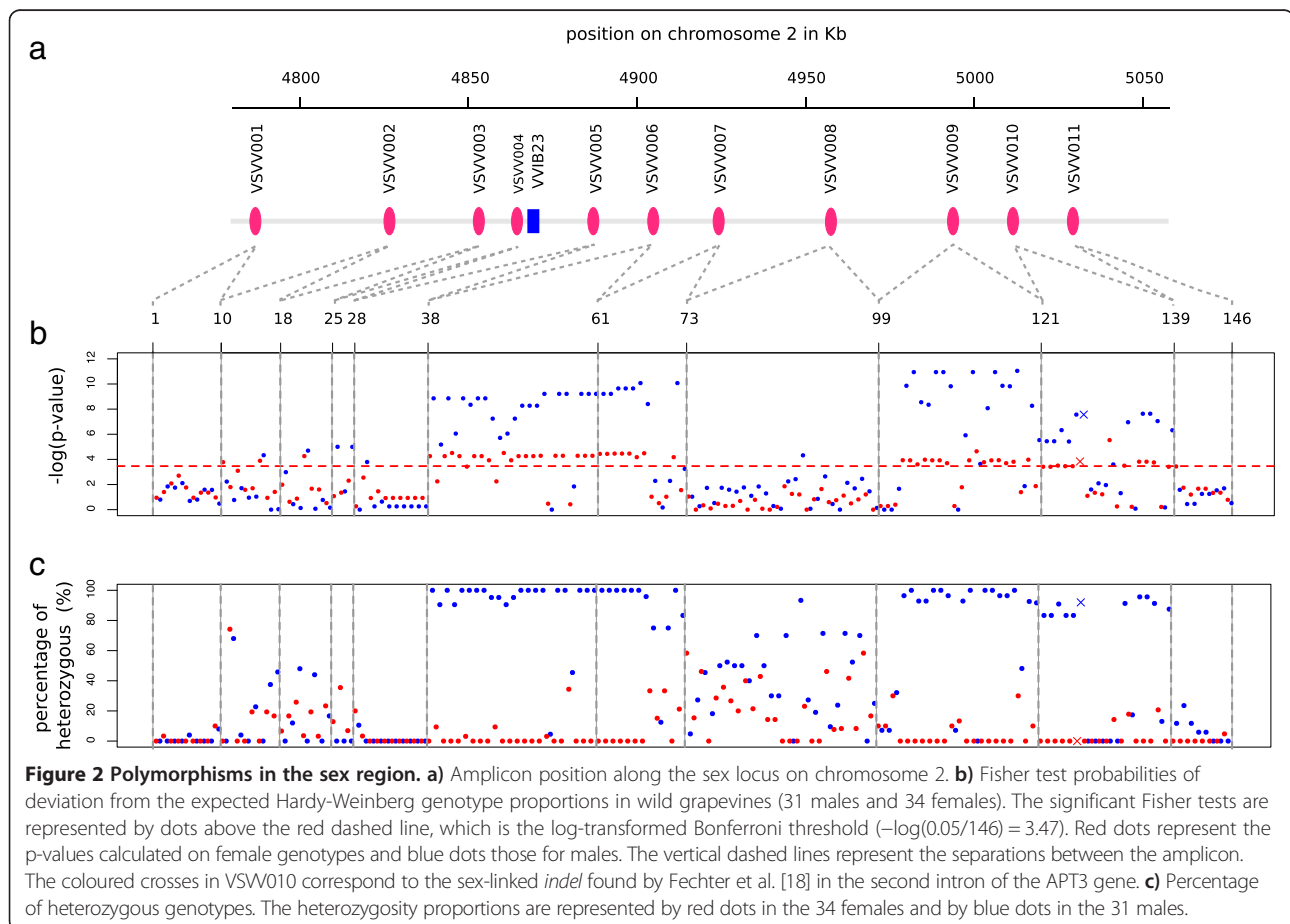 a
position on chromosome 2 in Kb
4800 4850 4900 4950 5000 5050
VSVV001 VSVV002 VSVV003 VSVV004 VVIB23 VSVV005 VSVV006 VSVV007 VSVV008 VSVV009 VSVV010 VSVV011
1 10 18 25 28 38 61 73 99 121 139 146
b
-log(p-value)
12
10
8
6
4
2
0
c
percentage of
heterozygous (%)
100
80
60
40
20
0
Figure 2 Polymorphisms in the sex region. a) Amplicon position along the sex locus on chromosome 2. b) Fisher test probabilities of
deviation from the expected Hardy-Weinberg genotype proportions in wild grapevines (31 males and 34 females). The significant Fisher tests are
represented by dots above the red dashed line, which is the log-transformed Bonferroni threshold (−log(0.05/146) = 3.47). Red dots represent the
p-values calculated on female genotypes and blue dots those for males. The vertical dashed lines represent the separations between the amplicon.
The coloured crosses in VSVV010 correspond to the sex-linked indel found by Fechter et al. [18] in the second intron of the APT3 gene. c) Percentage
of heterozygous genotypes. The heterozygosity proportions are represented by red dots in the 34 females and by blue dots in the 31 males.